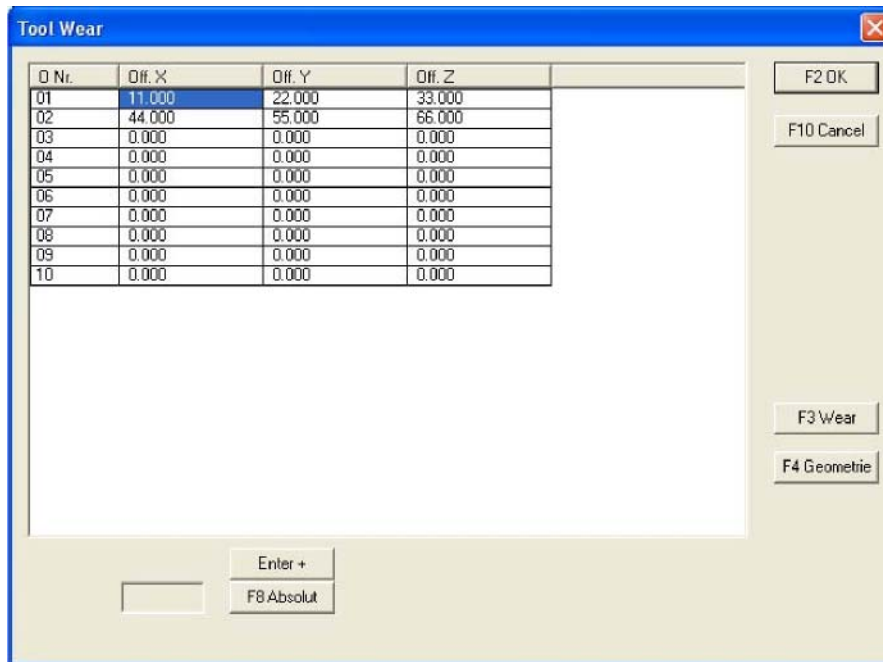 Tool Wear
O Nr. Off. X Off. Y Off. Z
01 11.000 22.000 33.000
02 44.000 55.000 66.000
03 0.000 0.000 0.000
04 0.000 0.000 0.000
05 0.000 0.000 0.000
06 0.000 0.000 0.000
07 0.000 0.000 0.000
08 0.000 0.000 0.000
09 0.000 0.000 0.000
10 0.000 0.000 0.000
F2 OK
F10 Cancel
F3 Wear
F4 Geometrie
Enter +
F8 Absolut